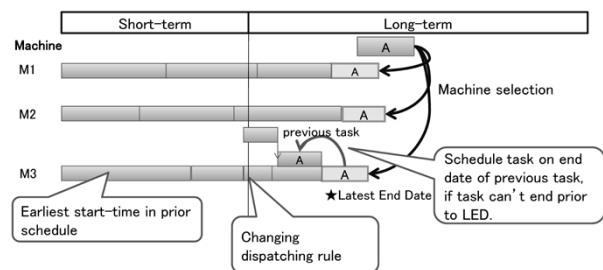 Short-term
Long-term
Machine
A
M1
A
Machine selection
M2
A
previous task
A
M3
A
★Latest End Date
Schedule task on end
date of previous task,
if task can't end prior
to LED.
Earliest start-time in prior
schedule
Changing
dispatching rule